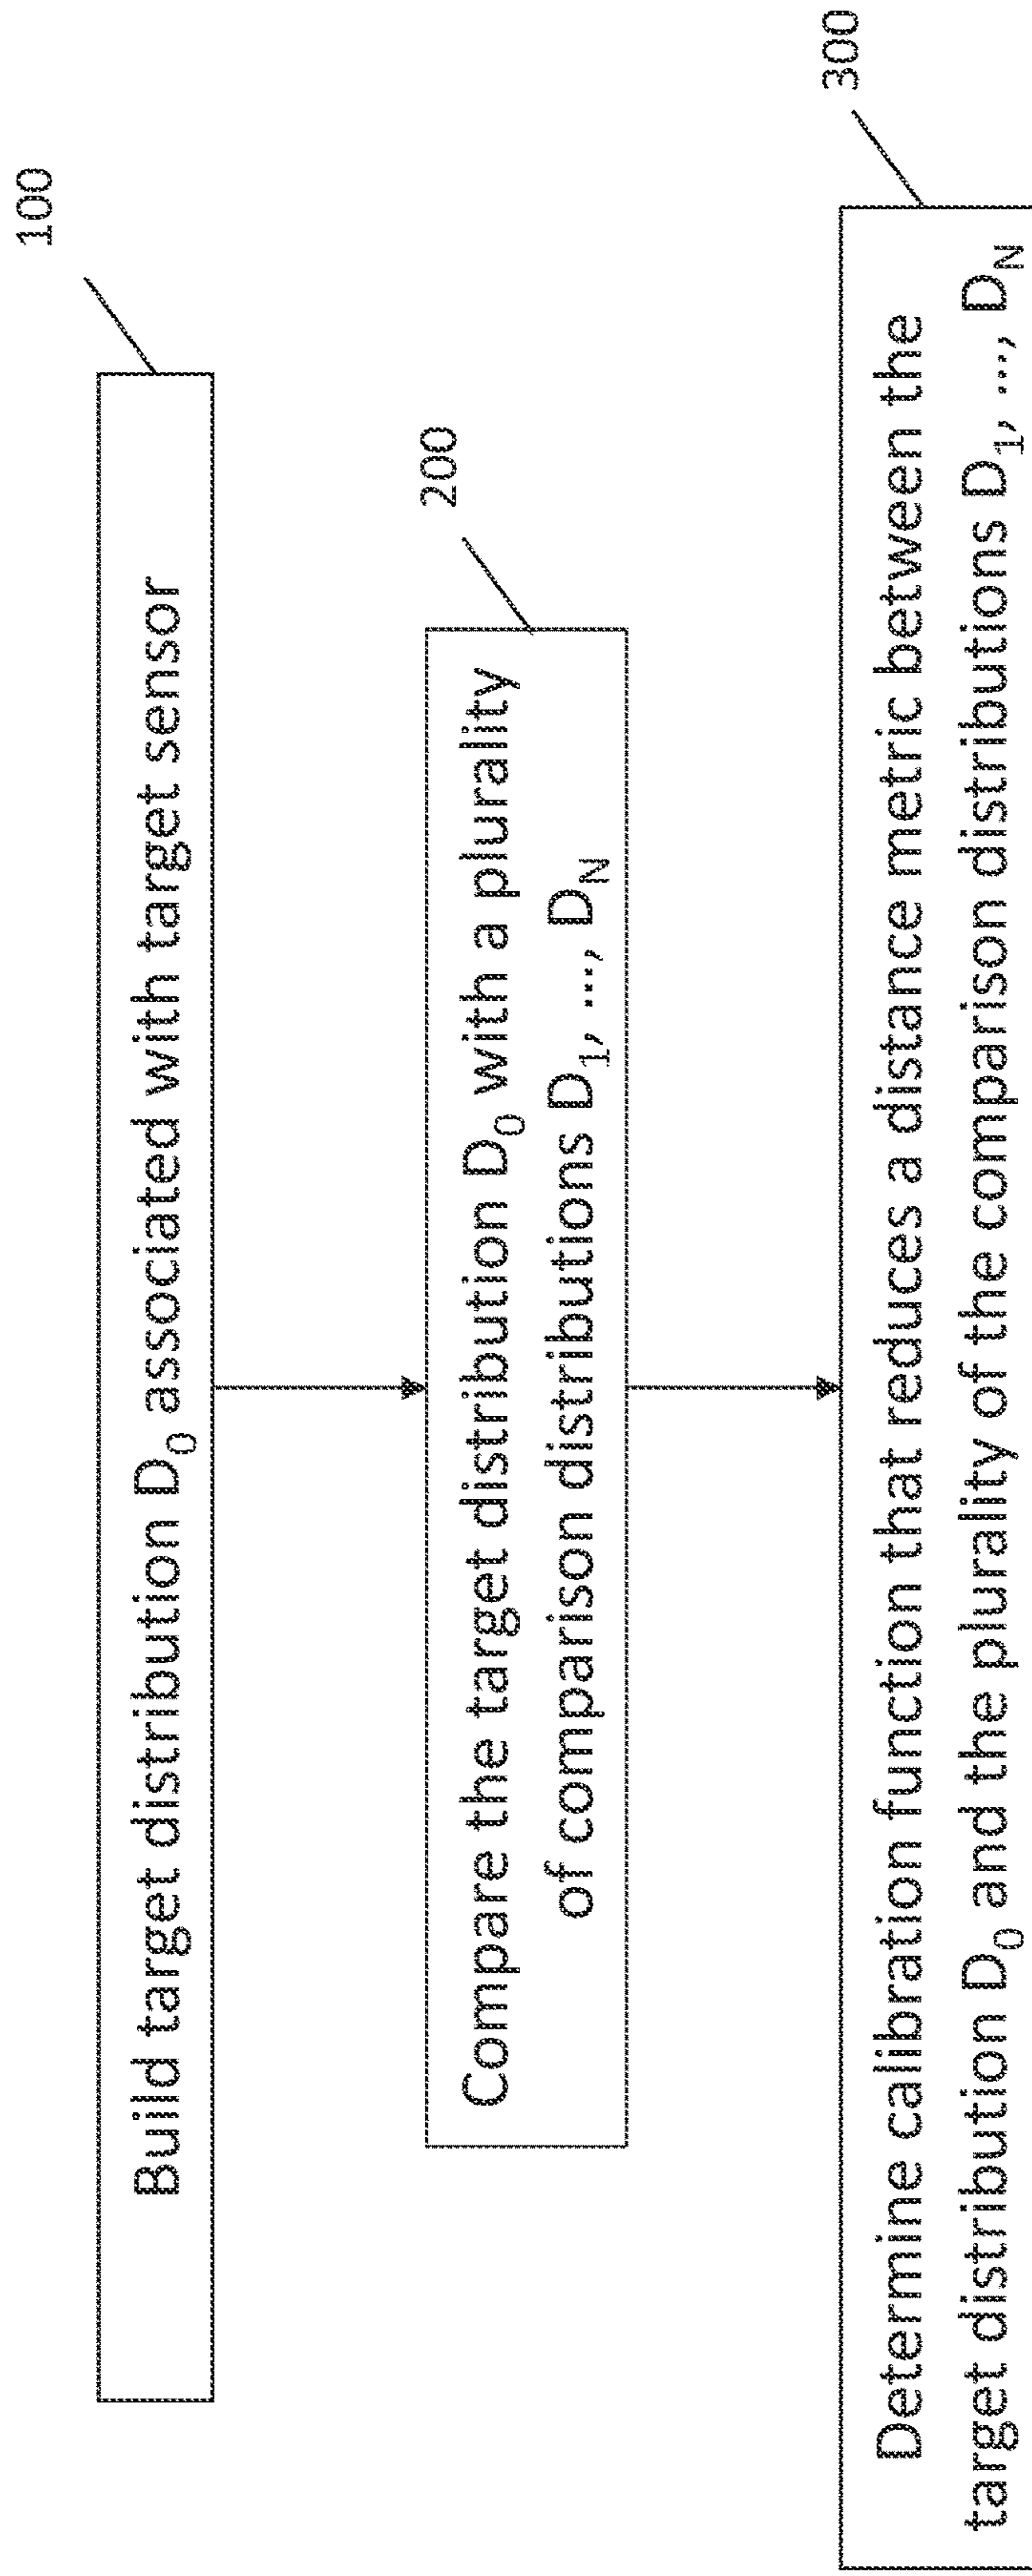 100
Build target distribution D₀ associated with target sensor
200
Compare the target distribution D₀ with a plurality
of comparison distributions D₁, ..., D_N
300
Determine calibration function that reduces a distance metric between the
target distribution D₀ and the plurality of the comparison distributions D₁, ..., D_N